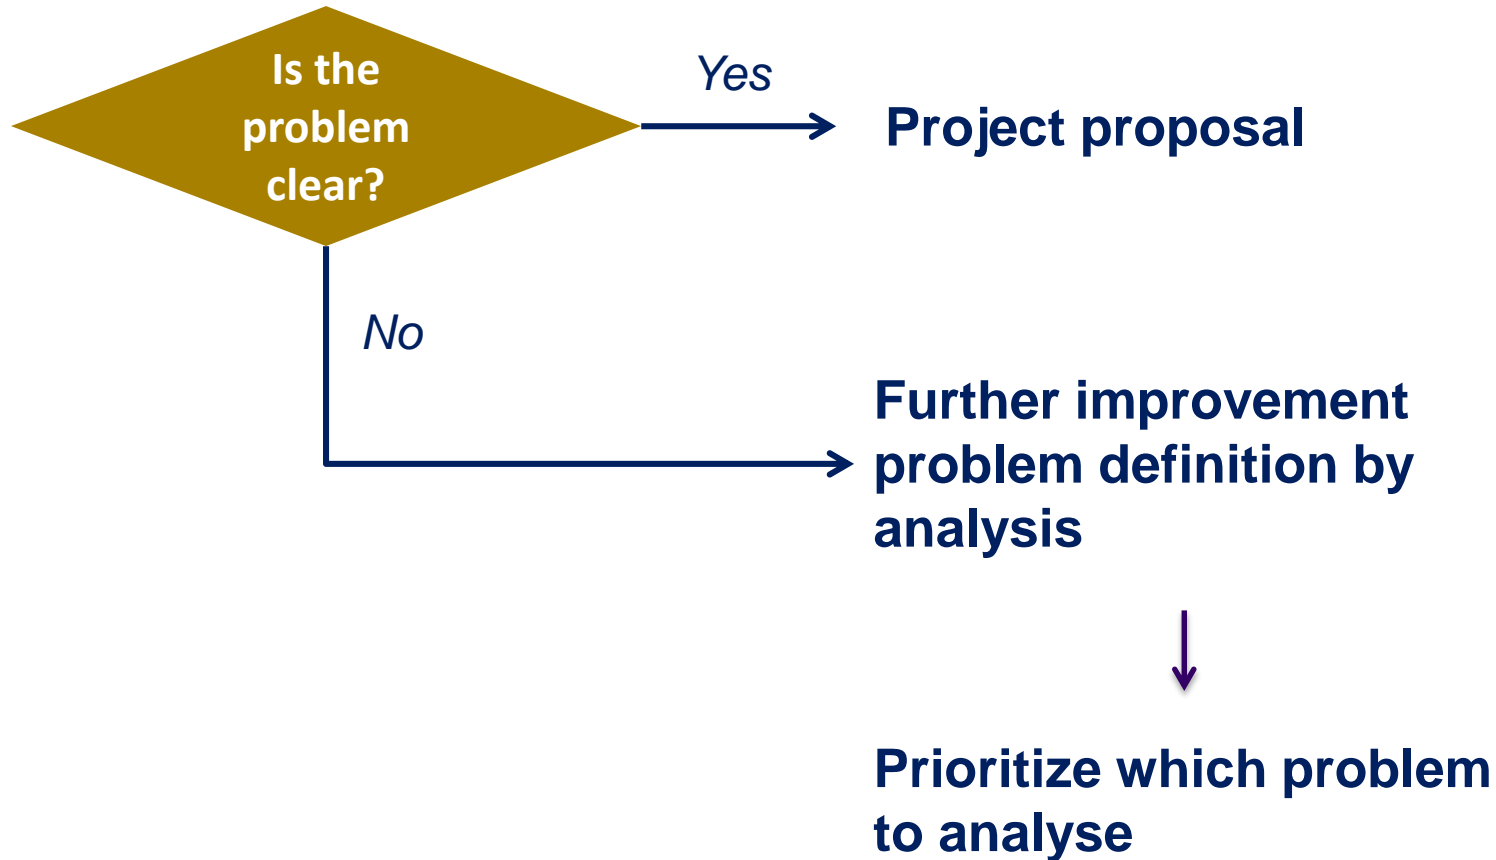 Is the
problem
clear?
Yes
Project proposal
No
Further improvement
problem definition by
analysis
Prioritize which problem
to analyse